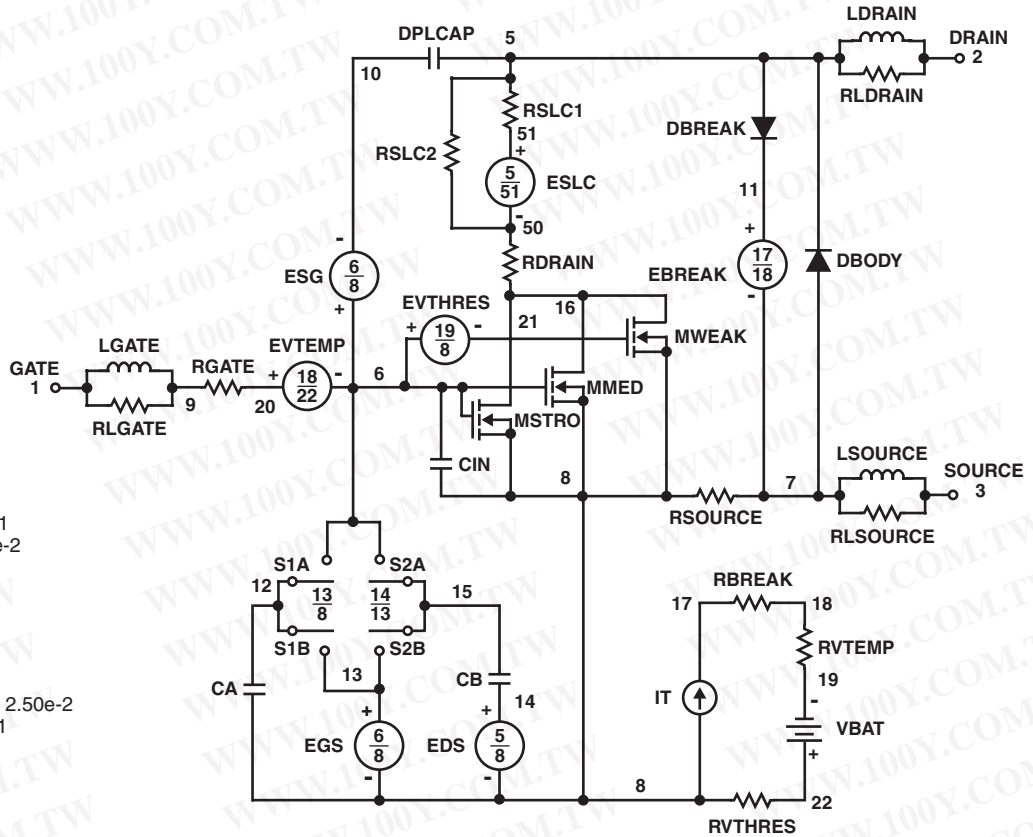 LDRAIN
DPLCAP 5 DRAIN
2
10
RLDRAIN
RSLC1
DBREAK
51
+
RSLC2
5
51
ESLC
11
-
50
-
+
17
18
DBODY
RDRAIN
EBREAK
ESG
6
8
+
EVTHRES
16
-
21
+
19
8
-
MWEAK
LGATE
EVTEMP
RGATE
GATE
1
+
18
22
-
6
MMED
9
20
RLGATE
MSTRO
LSOURCE
CIN
8
7
SOURCE
3
RSOURCE
RLSOURCE
1
e-2
S1A
S2A
12
13
8
14
13
15
RBREAK
17
18
S1B
S2B
RVTEMP
13
CB
19
CA
14
IT
-
2.50e-2
1
+
+
VBAT
EGS
6
8
EDS
5
8
+
-
-
8
22
RVTHRES
WWW.100Y.COM.TW